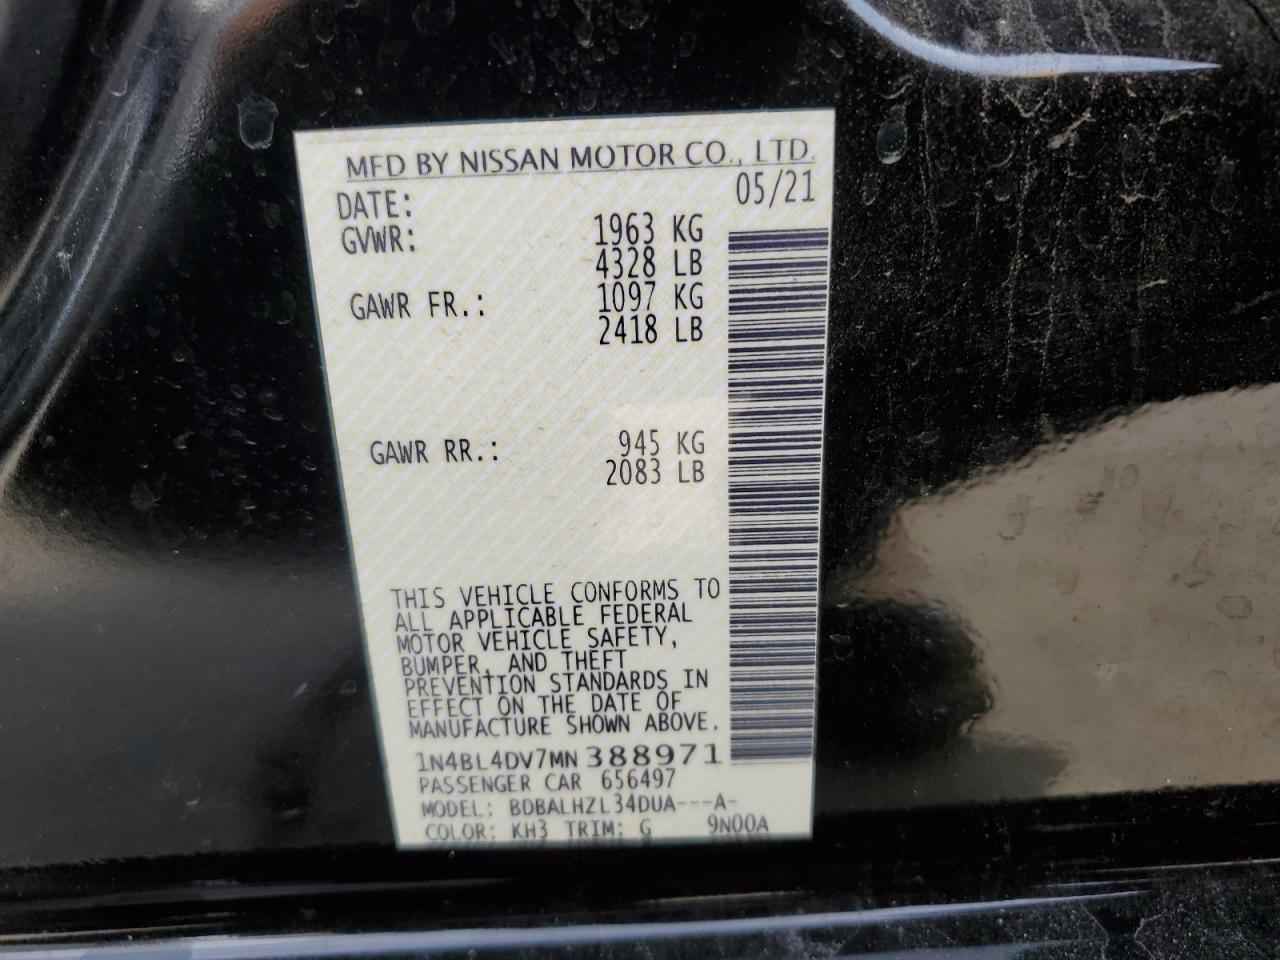 MFD BY NISSAN MOTOR CO., LTD.
DATE: 05/21
GVWR: 1963 KG
4328 LB
GAWR FR.: 1097 KG
2418 LB
GAWR RR.: 945 KG
2083 LB
THIS VEHICLE CONFORMS TO
ALL APPLICABLE FEDERAL
MOTOR VEHICLE SAFETY,
BUMPER, AND THEFT
PREVENTION STANDARDS IN
EFFECT ON THE DATE OF
MANUFACTURE SHOWN ABOVE.
1N4BL4DV7MN388971
PASSENGER CAR 656497
MODEL: BDBALHZL34DUA---A-
COLOR: KH3 TRIM: G 9N00A